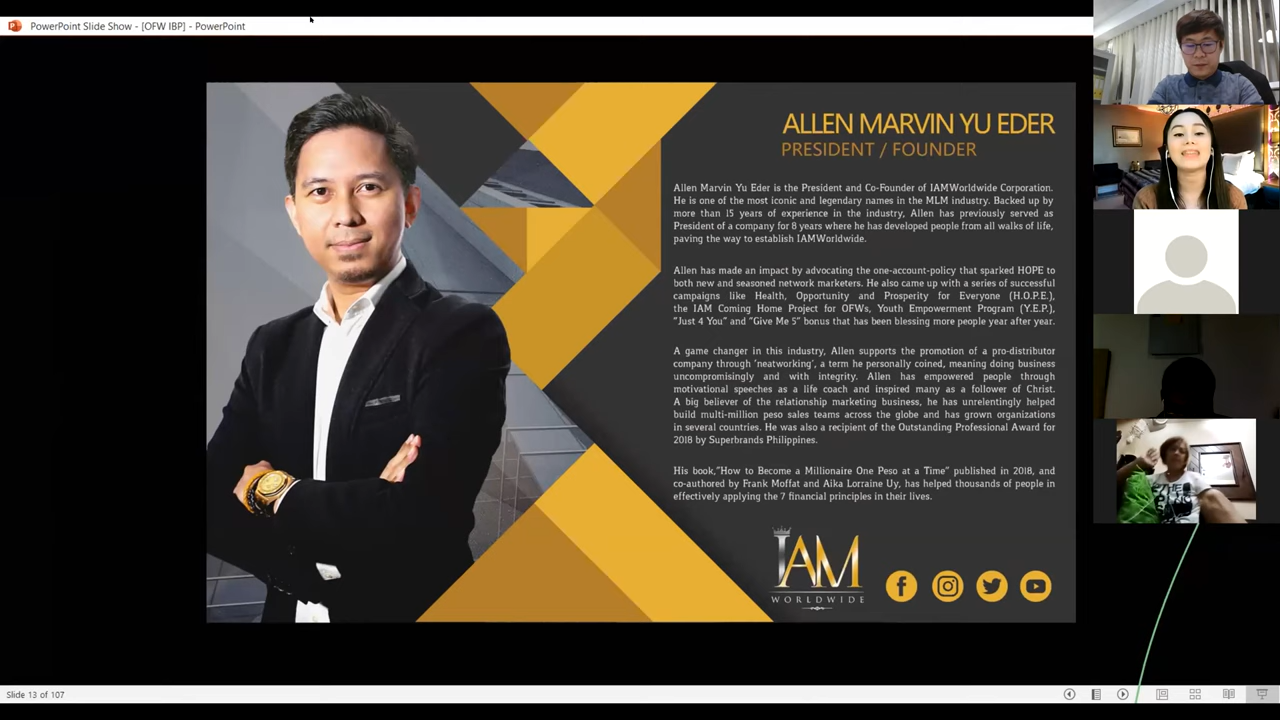 PowerPoint Slide Show - [OFW IBP] - PowerPoint
ALLEN MARVIN YU EDER
PRESIDENT / FOUNDER
Allen Marvin Yu Eder is the President and Co-Founder of IAMWorldwide Corporation.
He is one of the most iconic and legendary names in the MLM industry. Backed up by
more than 15 years of experience in the industry, Allen has previously served as
President of a company for 8 years where he has developed people from all walks of life,
paving the way to establish IAMWorldwide.
Allen has made an impact by advocating the one-account-policy that sparked HOPE to
both new and seasoned network marketers. He also came up with a series of successful
campaigns like Health, Opportunity and Prosperity for Everyone (H.O.P.E.),
the IAM Coming Home Project for OFWs, Youth Empowerment Program (Y.E.P.),
"Just 4 You" and "Give Me 5" bonus that has been blessing more people year after year.
A game changer in this industry, Allen supports the promotion of a pro-distributor
company through 'neatworking', a term he personally coined, meaning doing business
uncompromisingly and with integrity. Allen has empowered people through
motivational speeches as a life coach and inspired many as a follower of Christ.
A big believer of the relationship marketing business, he has unrelentingly helped
build multi-million peso sales teams across the globe and has grown organizations
in several countries. He was also a recipient of the Outstanding Professional Award for
2018 by Superbrands Philippines.
His book,"How to Become a Millionaire One Peso at a Time" published in 2018, and
co-authored by Frank Moffat and Aika Lorraine Uy, has helped thousands of people in
effectively applying the 7 financial principles in their lives.
IAM
WORLDWIDE
Slide 13 of 107